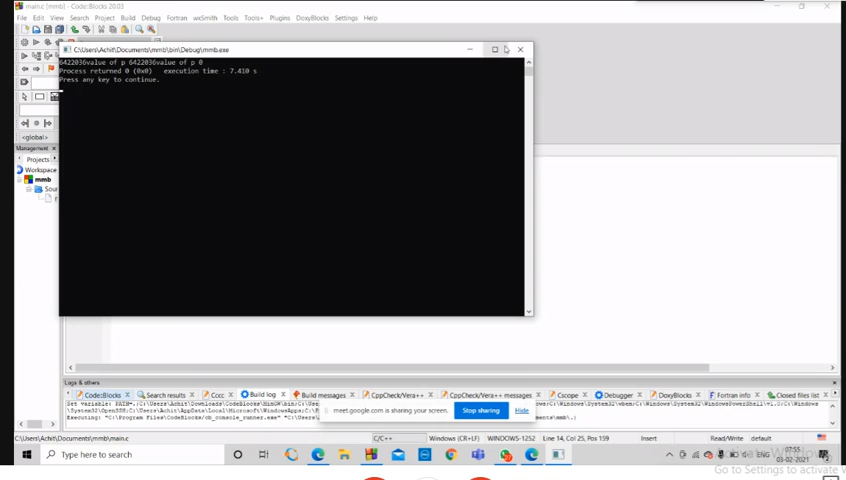 main.c [mmb] - Code::Blocks 20.03
File Edit View Search Project Build Debug Fortran wxSmith Tools Tools+ Plugins DoxyBlocks Settings Help
C:\Users\Achit\Documents\mmb\bin\Debug\mmb.exe
6422036value of p 6422036value of p 0
Process returned 0 (0x0) execution time : 7.410 s
Press any key to continue.
<global>
Management
Projects
Workspace
mmb
Sour
Logs & others
Code::Blocks Search results Cccc Build log Build messages CppCheck/Vera++ CppCheck/Vera++ messages Cscope Debugger DoxyBlocks Fortran info Closed files list
meet.google.com is sharing your screen.
Stop sharing
Hide
C:\Users\Achit\Documents\mmb\main.c
C/C++ Windows (CR+LF) WINDOWS-1252 Line 14, Col 25, Pos 159 Insert Read/Write default
Type here to search
ENG
07:55
03-02-2021
Go to Settings to activate